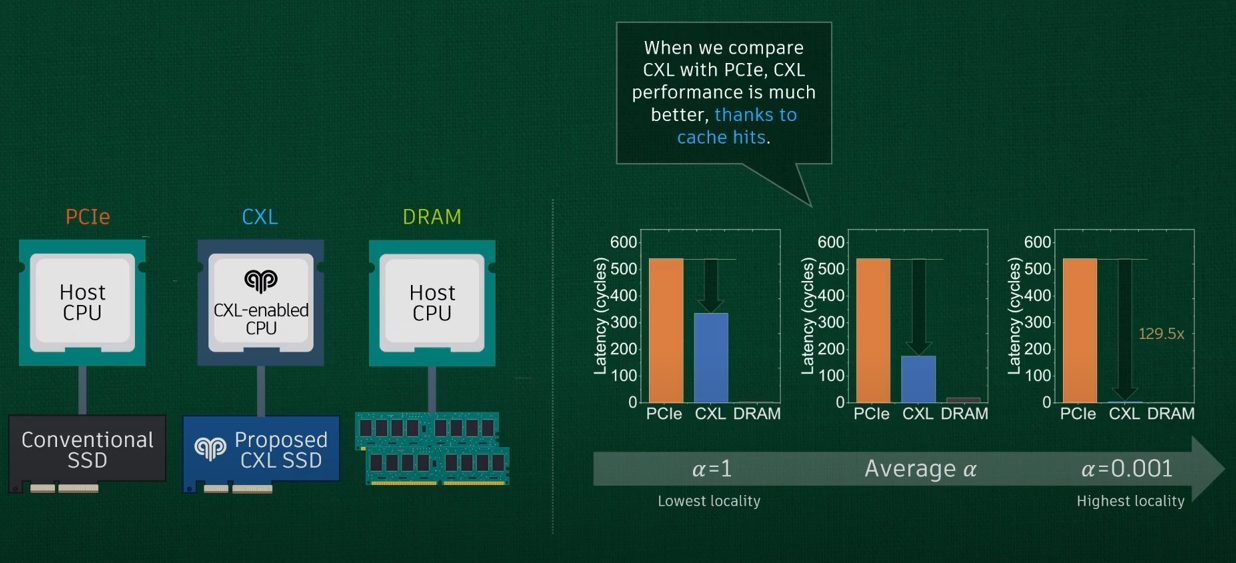 When we compare
CXL with PCIe, CXL
performance is much
better, thanks to
cache hits.
PCIe
CXL
DRAM
Host
CPU
CXL-enabled
CPU
Host
CPU
Conventional
SSD
Proposed
CXL SSD
Latency (cycles)
600
500
400
300
200
100
0
PCIe CXL DRAM
Latency (cycles)
600
500
400
300
200
100
0
PCIe CXL DRAM
Latency (cycles)
600
500
400
300
200
100
0
129.5x
PCIe CXL DRAM
α=1
Average α
α=0.001
Lowest locality
Highest locality